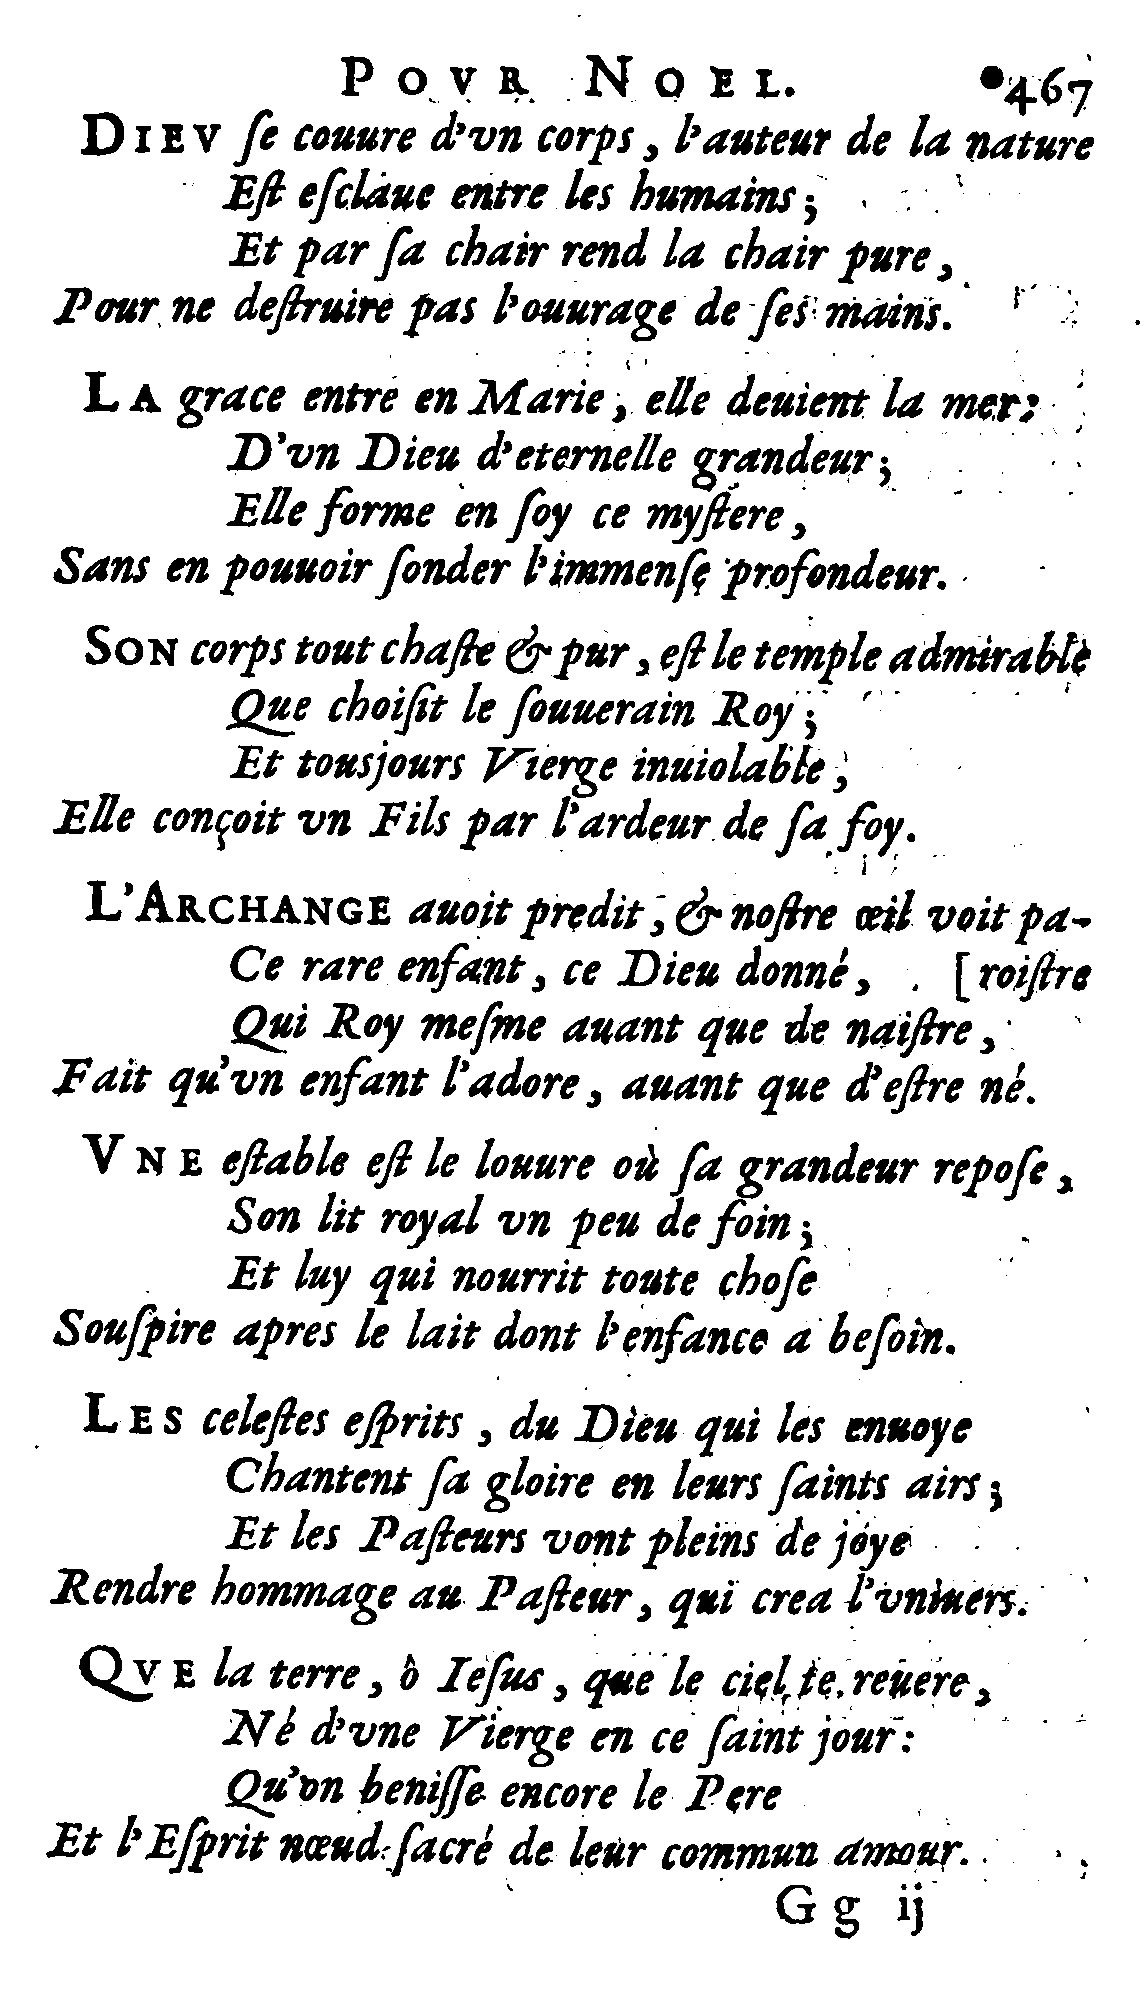 POVR NOEL. 467
DIEV ſe couure d'vn corps, l'auteur de la nature
Eſt eſclaue entre les humains;
Et par ſa chair rend la chair pure,
Pour ne deſtruire pas l'ouurage de ſes mains.
LA grace entre en Marie, elle deuient la mer:
D'vn Dieu d'eternelle grandeur;
Elle forme en ſoy ce myſtere,
Sans en pouuoir ſonder l'immenſe profondeur.
SON corps tout chaſte & pur, eſt le temple admirable
Que choiſit le ſouuerain Roy;
Et tousjours Vierge inuiolable,
Elle conçoit vn Fils par l'ardeur de ſa foy.
L'ARCHANGE auoit predit, & noſtre œil voit pa-
Ce rare enfant, ce Dieu donné, [roiſtre
Qui Roy meſme auant que de naiſtre,
Fait qu'vn enfant l'adore, auant que d'eſtre né.
VNE eſtable eſt le louure où ſa grandeur repoſe,
Son lit royal vn peu de foin;
Et luy qui nourrit toute choſe
Souſpire apres le lait dont l'enfance a beſoin.
LES celeſtes eſprits, du Dieu qui les enuoye
Chantent ſa gloire en leurs ſaints airs;
Et les Paſteurs vont pleins de joye
Rendre hommage au Paſteur, qui crea l'vniuers.
QVE la terre, ô Ieſus, que le ciel te reuere,
Né d'vne Vierge en ce ſaint jour:
Qu'on beniſſe encore le Pere
Et l'Eſprit nœud ſacré de leur commun amour.
Gg ij